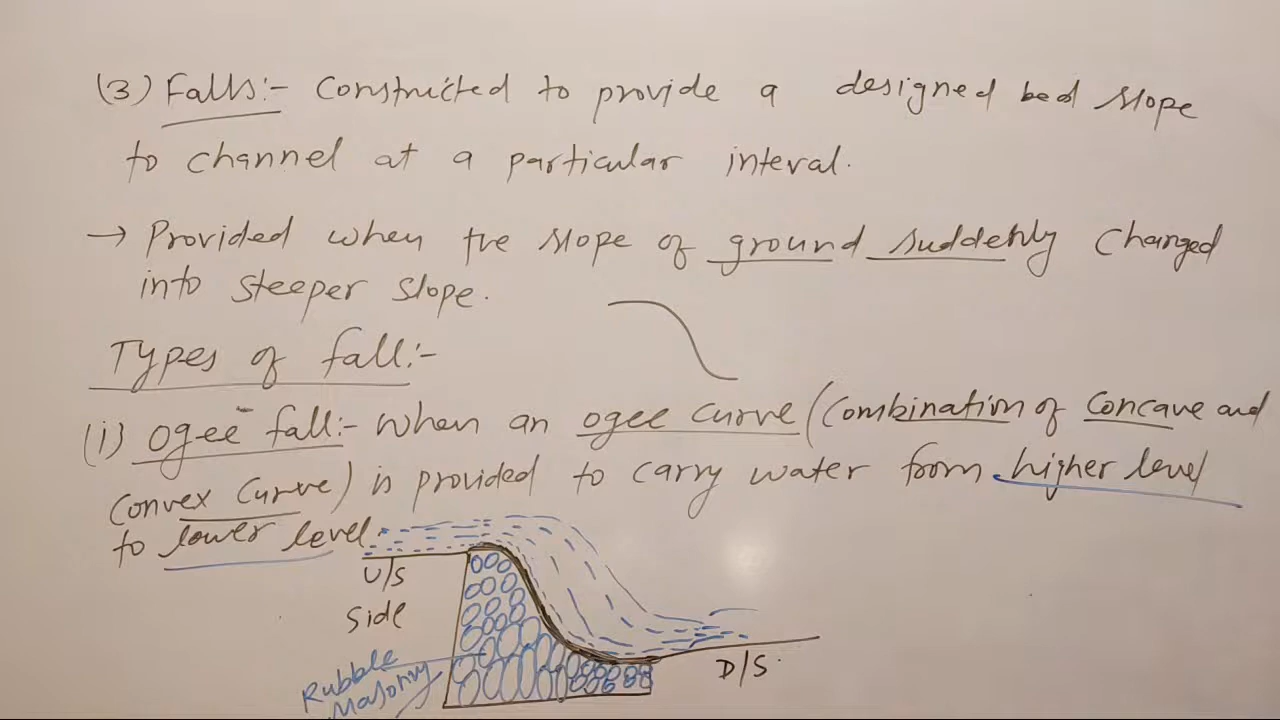 (3) Falls:- Constructed to provide a designed bed slope
to channel at a particular interval.
→ Provided when the slope of ground suddenly changed
into steeper slope.
Types of fall:-
(i) ogee fall:- When an ogee curve (Combination of Concave and
Convex Curve) is provided to carry water from higher level
to lower level.
U/S
Side
Rubble
Masonry
D/S.